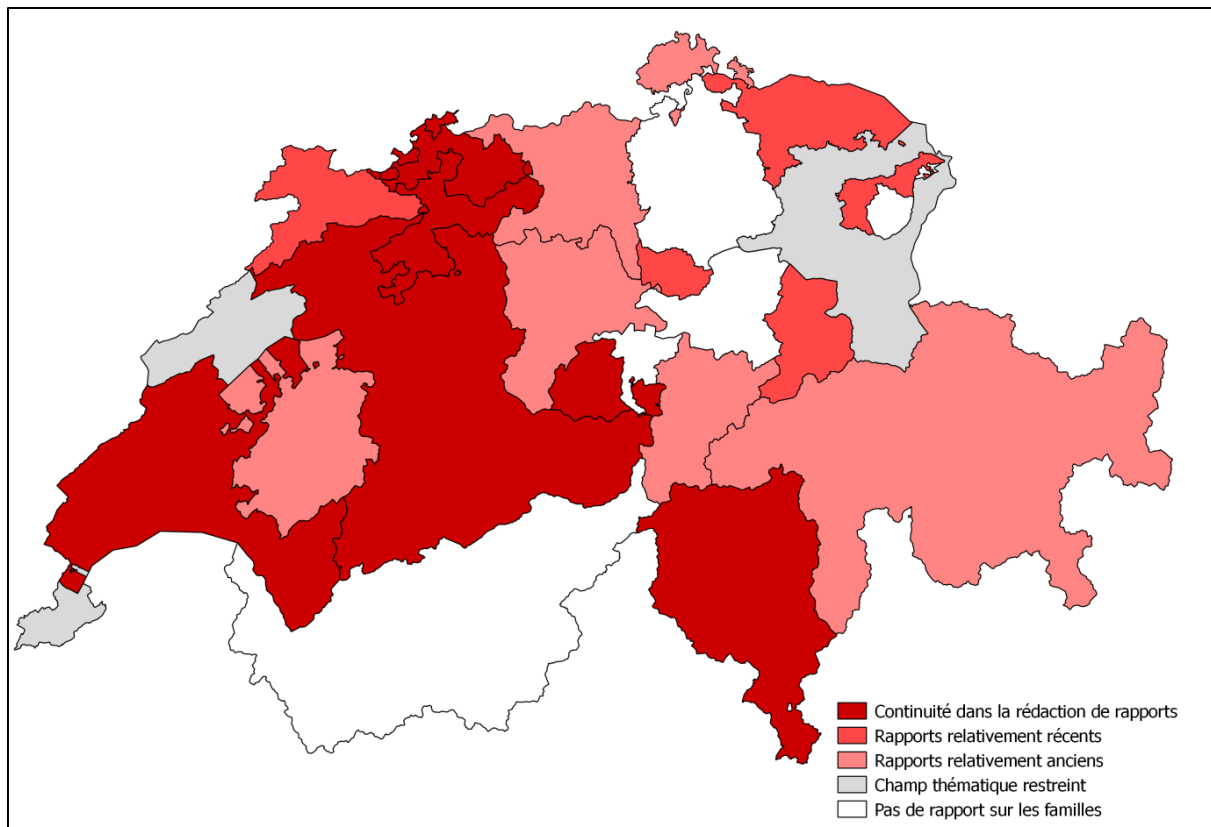 Continuité dans la rédaction de rapports
Rapports relativement récents
Rapports relativement anciens
Champ thématique restreint
Pas de rapport sur les familles